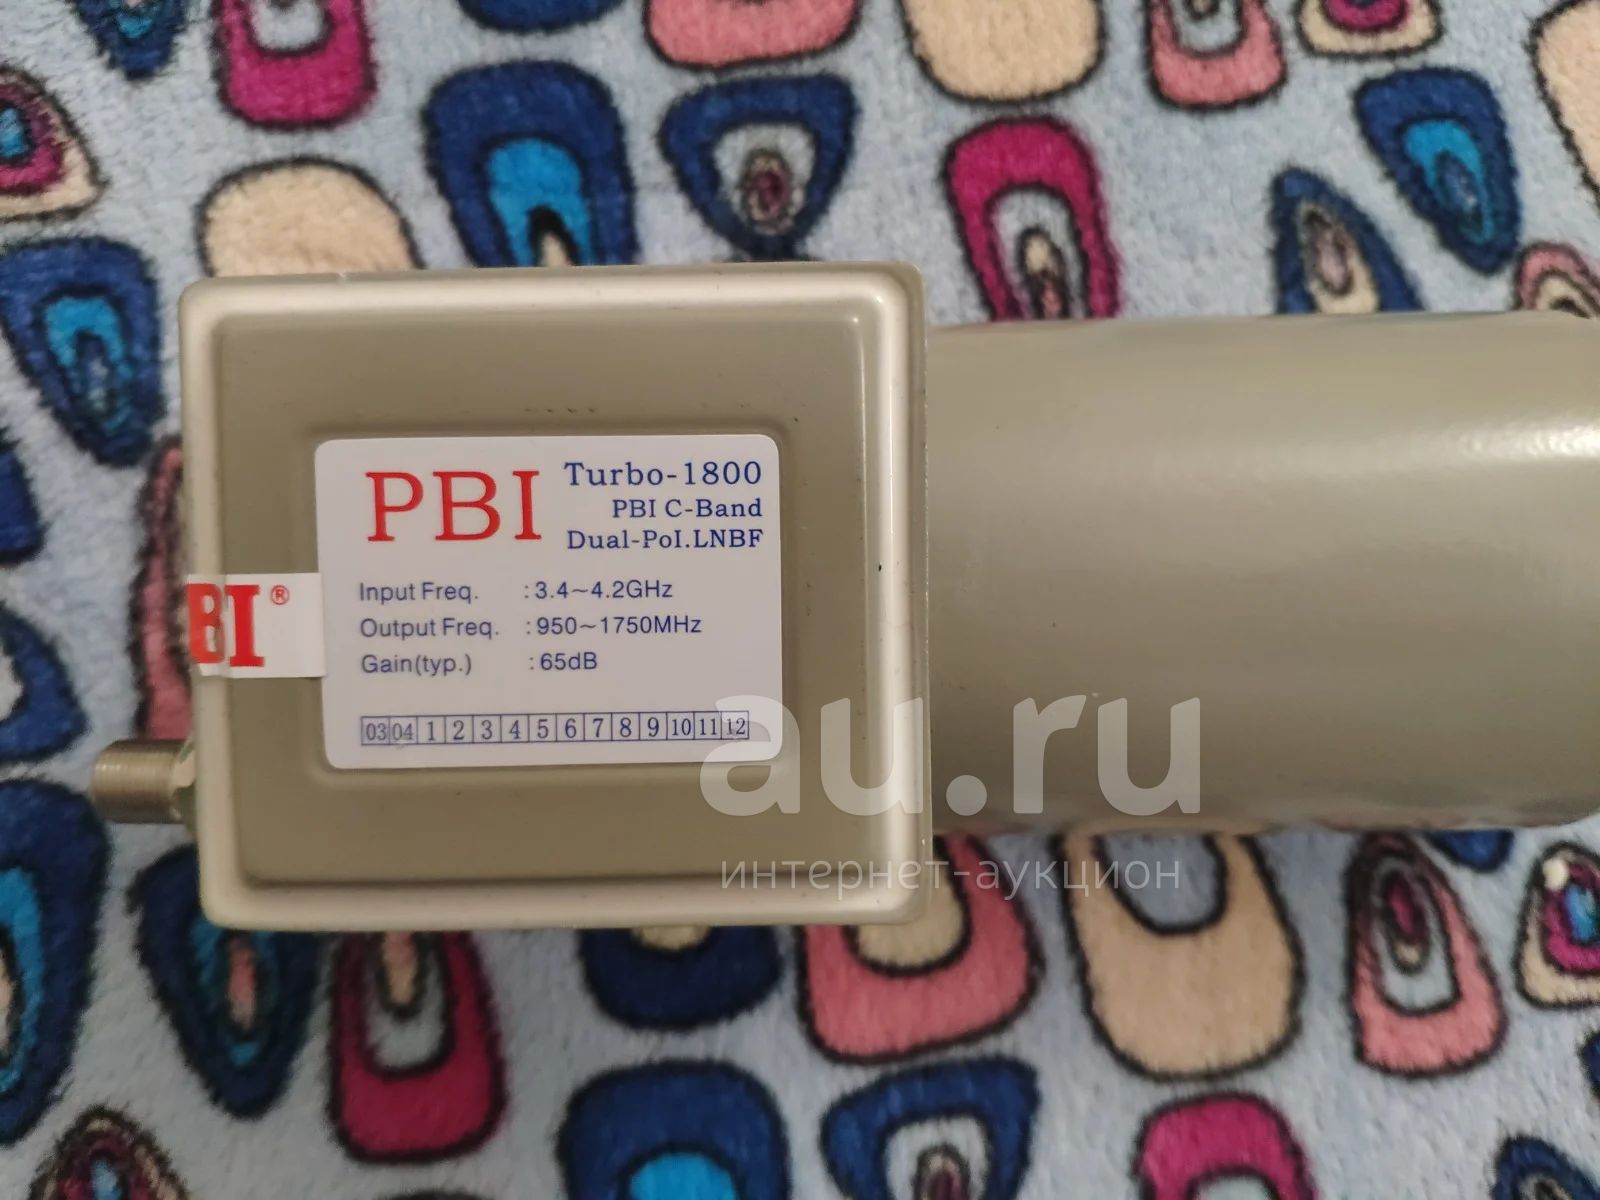 PBI
Turbo-1800
PBI C-Band
Dual-PoI.LNBF
Input Freq. :3.4~4.2GHz
Output Freq. :950~1750MHz
Gain(typ.) :65dB
03 04 1 2 3 4 5 6 7 8 9 10 11 12
BI®
au.ru
интернет-аукцион